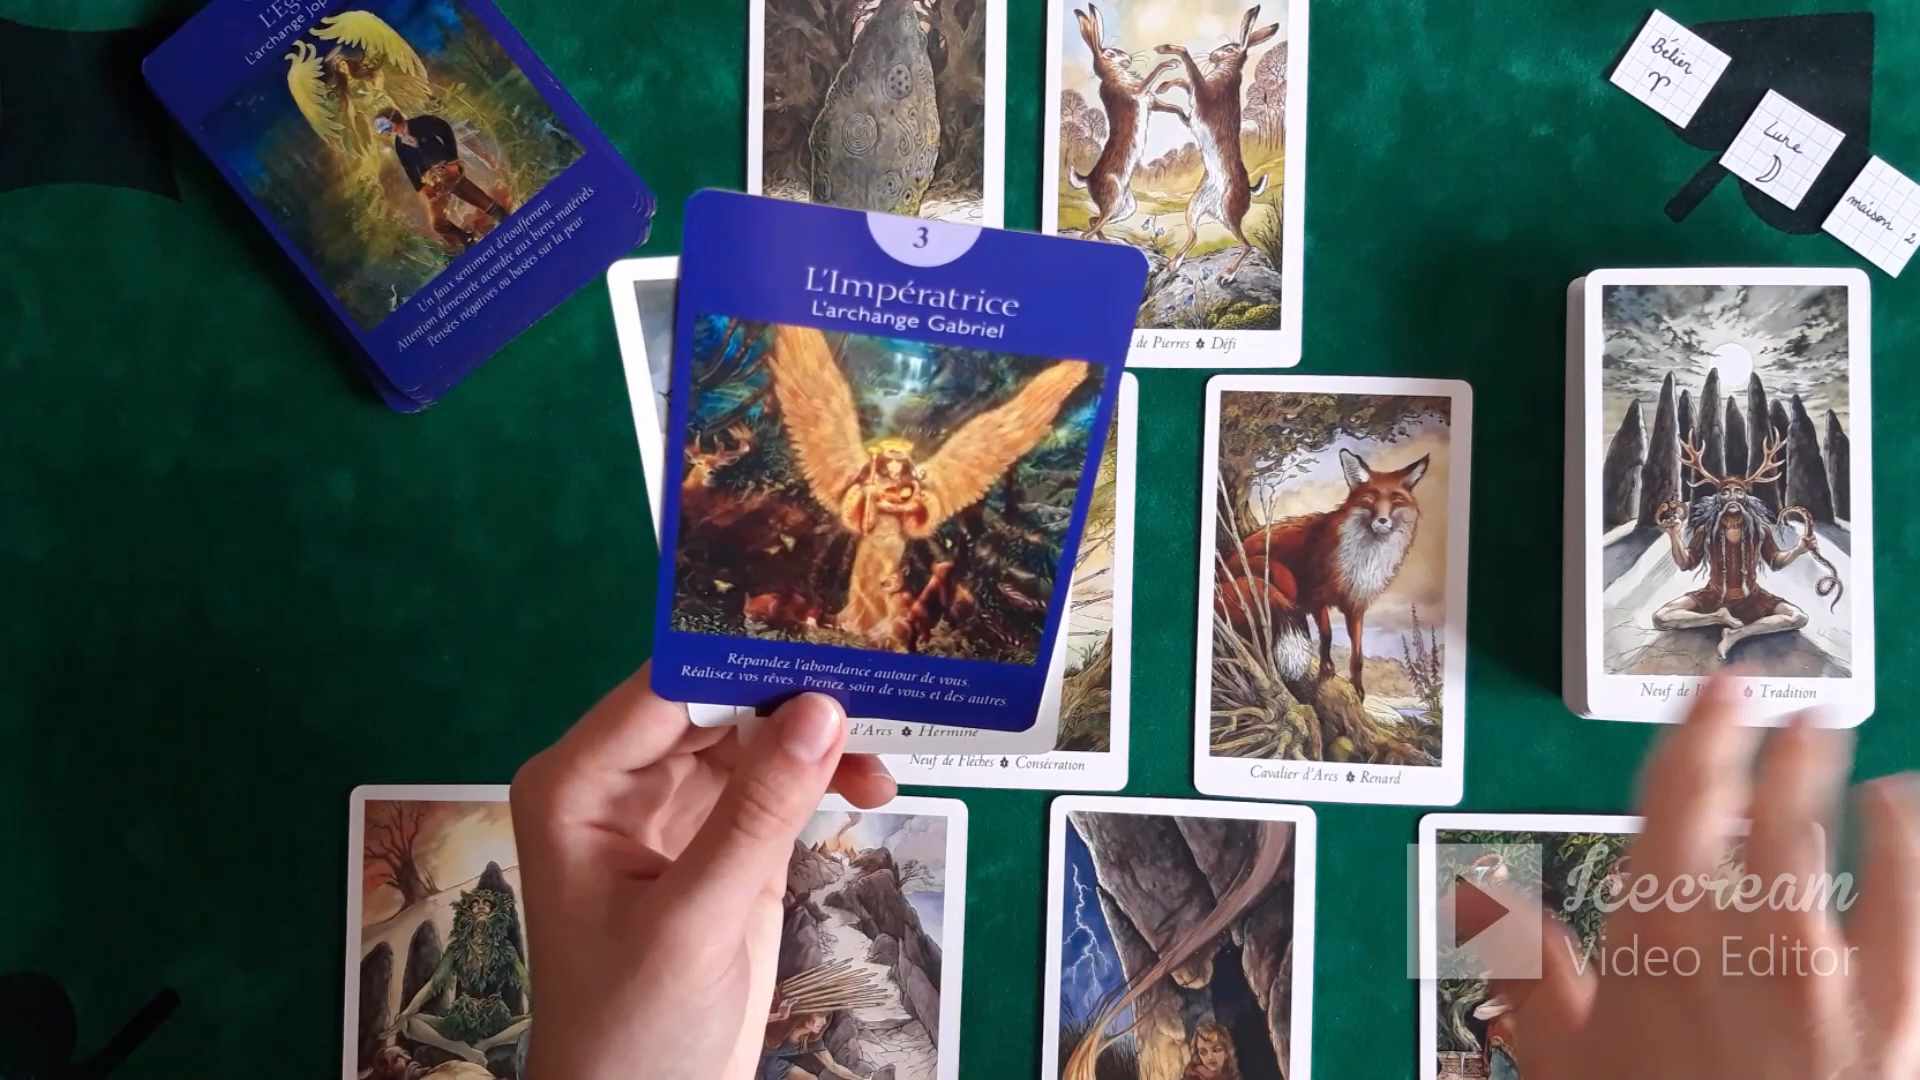 L'archange
Un faux sentiment d'étouffement.
Attention démesurée accordée aux biens matériels.
Pensées négatives ou basées sur la peur.
3
L'Impératrice
L'archange Gabriel
Répandez l'abondance autour de vous.
Réalisez vos rêves. Prenez soin de vous et des autres.
de Pierres Défi
Bélier
♈
Lune
☽
maison 2
d'Arcs Hermine
Neuf de Flèches Consécration
Cavalier d'Arcs Renard
Neuf de Tradition
Icecream
Video Editor